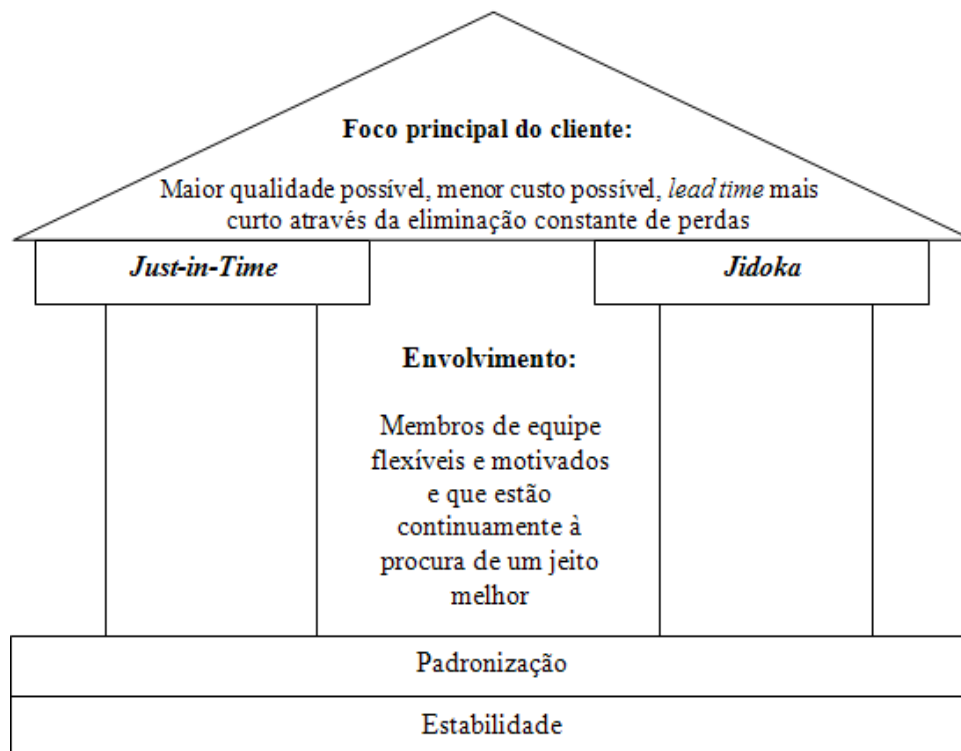 Foco principal do cliente:
Maior qualidade possível, menor custo possível, lead time mais
curto através da eliminação constante de perdas
Just-in-Time
Jidoka
Envolvimento:
Membros de equipe
flexíveis e motivados
e que estão
continuamente à
procura de um jeito
melhor
Padronização
Estabilidade